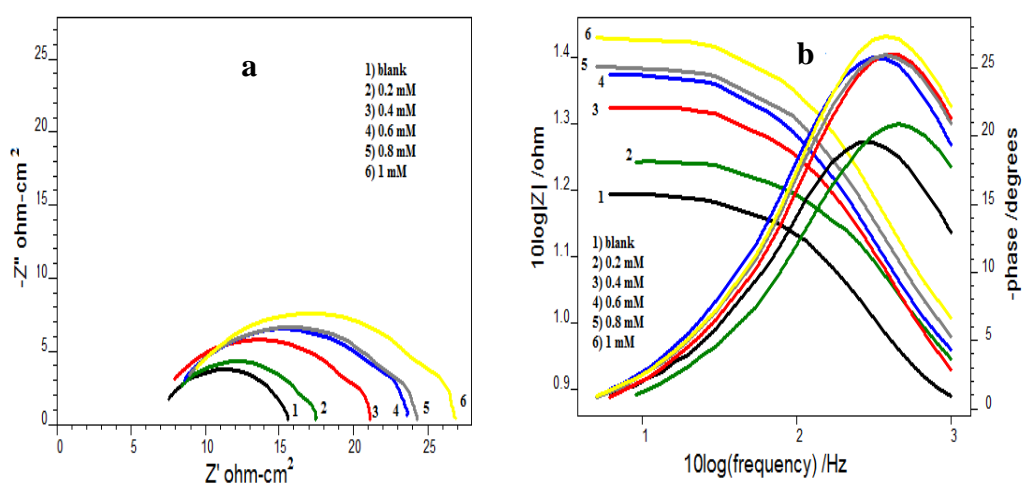 a
1) blank
2) 0.2 mM
3) 0.4 mM
4) 0.6 mM
5) 0.8 mM
6) 1 mM
-Z'' ohm-cm2
25
20
15
10
5
0
1
2
3
4
5
6
0
5
10
15
20
25
Z' ohm-cm2
b
10log|Z| /ohm
1.4
1.3
1.2
1.1
1.0
0.9
6
5
4
3
2
1
1) blank
2) 0.2 mM
3) 0.4 mM
4) 0.6 mM
5) 0.8 mM
6) 1 mM
1
2
3
10log(frequency) /Hz
25
20
15
10
5
0
-phase /degrees